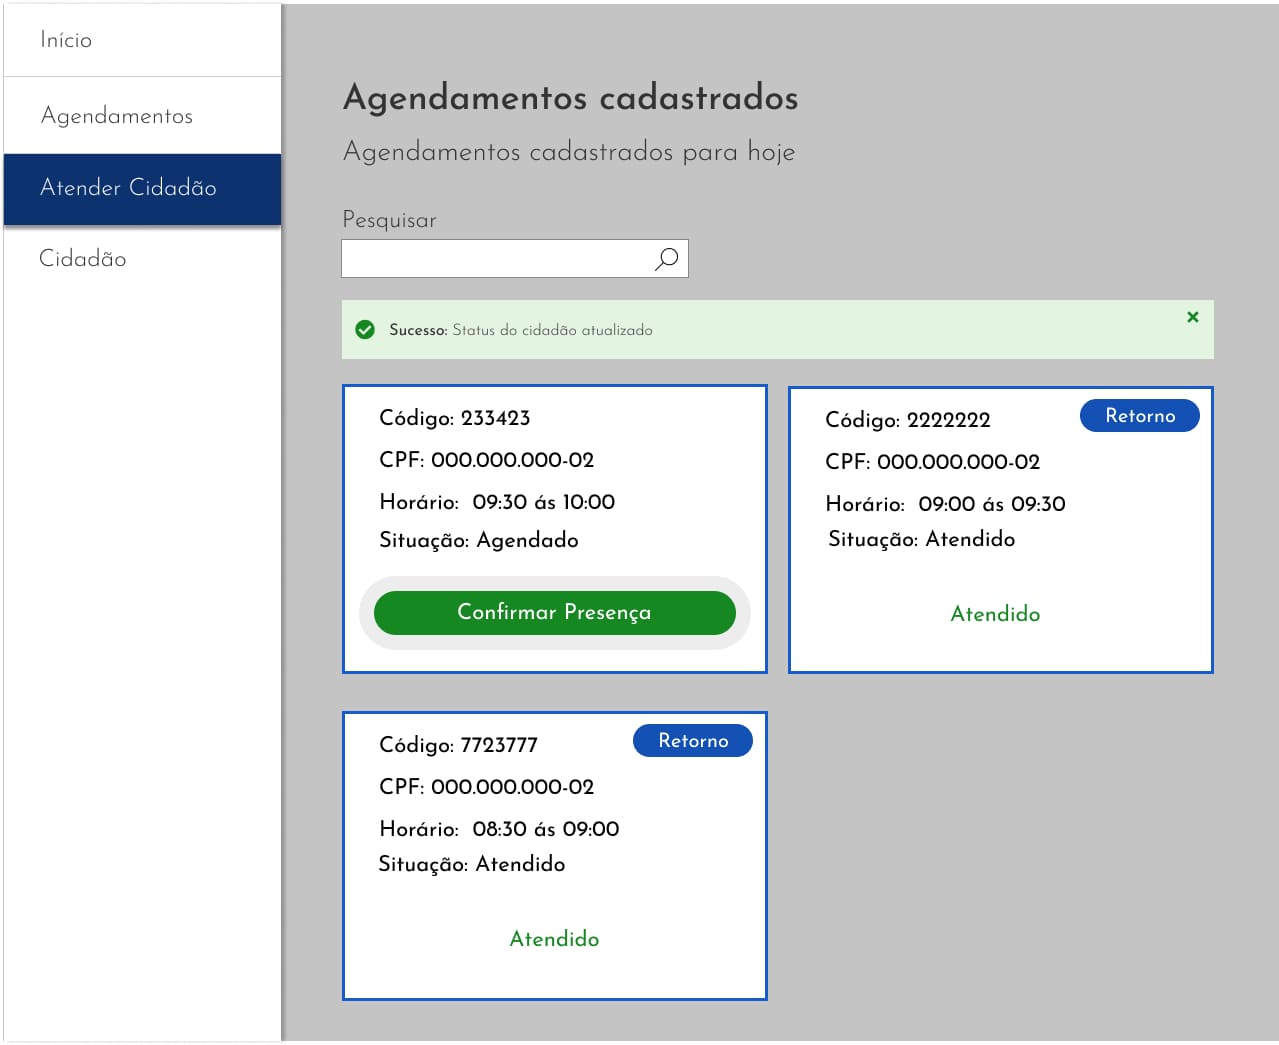 Início
Agendamentos
Atender Cidadão
Cidadão
Agendamentos cadastrados
Agendamentos cadastrados para hoje
Pesquisar
Sucesso: Status do cidadão atualizado
Código: 233423
CPF: 000.000.000-02
Horário: 09:30 ás 10:00
Situação: Agendado
Confirmar Presença
Código: 2222222
Retorno
CPF: 000.000.000-02
Horário: 09:00 ás 09:30
Situação: Atendido
Atendido
Código: 7723777
Retorno
CPF: 000.000.000-02
Horário: 08:30 ás 09:00
Situação: Atendido
Atendido